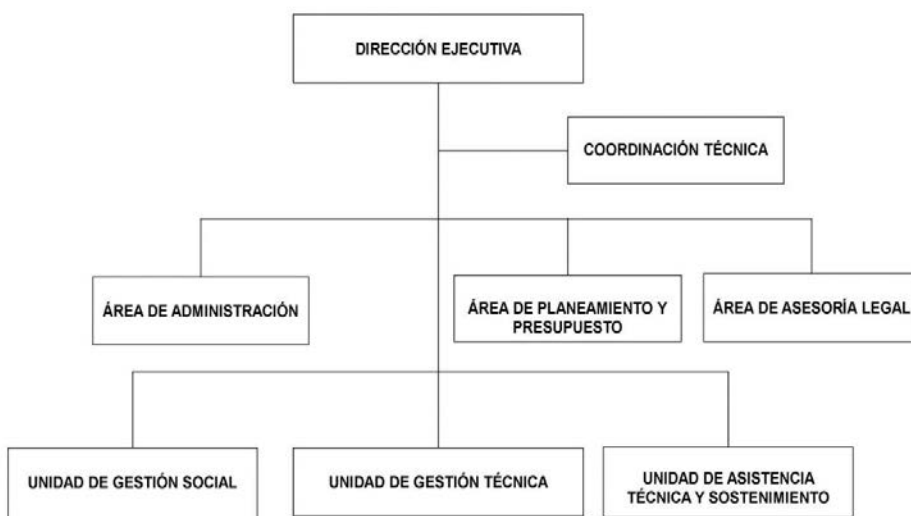 DIRECCIÓN EJECUTIVA
COORDINACIÓN TÉCNICA
ÁREA DE ADMINISTRACIÓN
ÁREA DE PLANEAMIENTO Y
PRESUPUESTO
ÁREA DE ASESORÍA LEGAL
UNIDAD DE GESTIÓN SOCIAL
UNIDAD DE GESTIÓN TÉCNICA
UNIDAD DE ASISTENCIA
TÉCNICA Y SOSTENIMIENTO